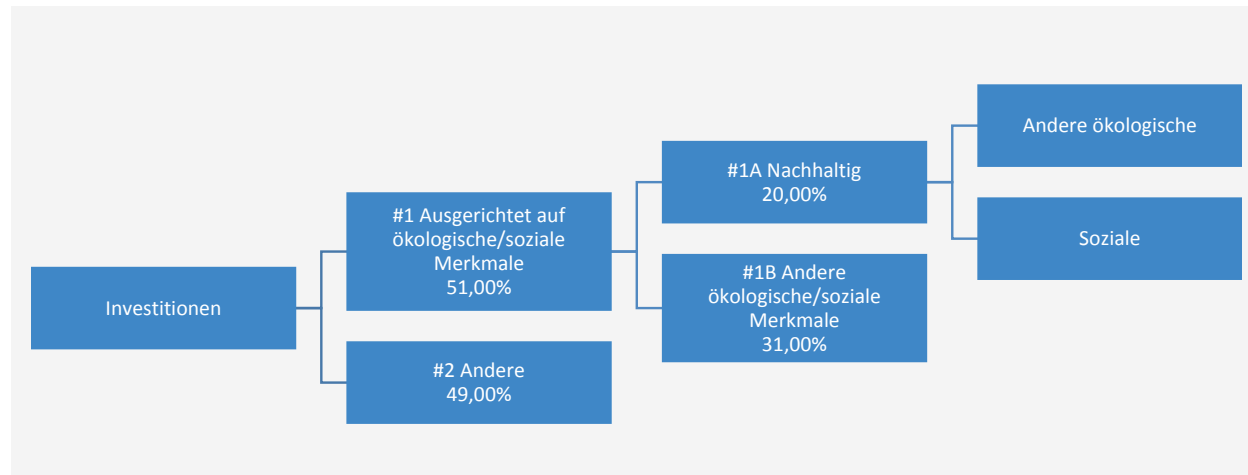 Investitionen
#1 Ausgerichtet auf
ökologische/soziale
Merkmale
51,00%
#2 Andere
49,00%
#1A Nachhaltig
20,00%
#1B Andere
ökologische/soziale
Merkmale
31,00%
Andere ökologische
Soziale